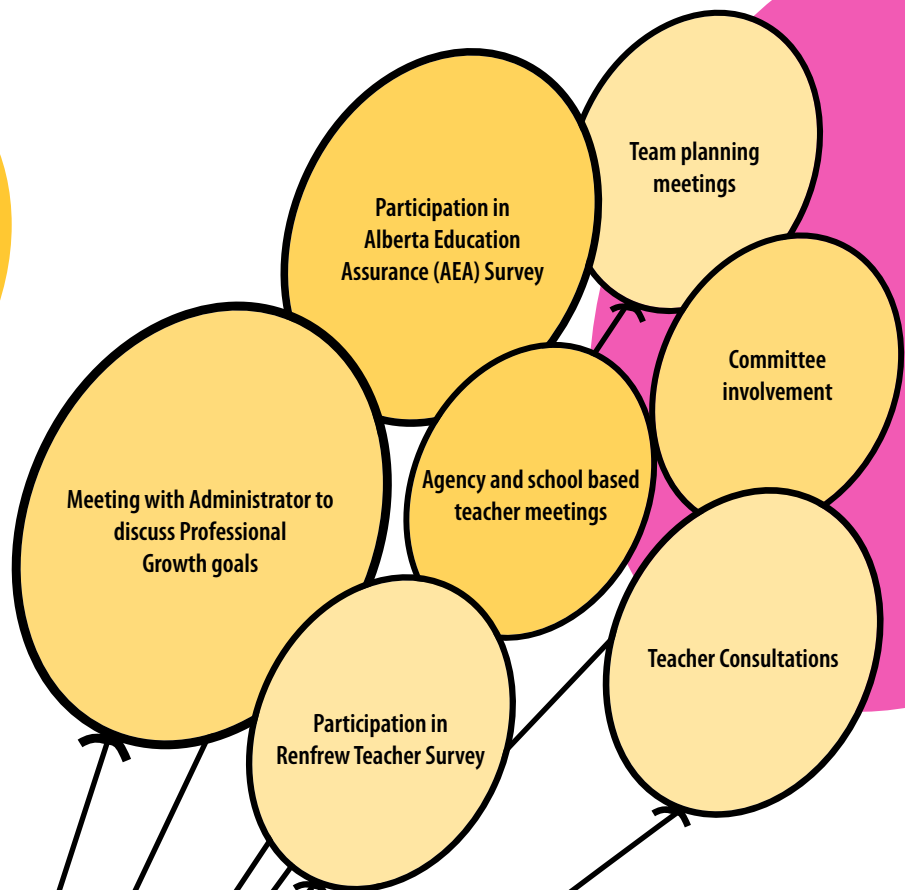 Team planning
meetings
Participation in
Alberta Education
Assurance (AEA) Survey
Committee
involvement
Agency and school based
teacher meetings
Meeting with Administrator to
discuss Professional
Growth goals
Teacher Consultations
Participation in
Renfrew Teacher Survey